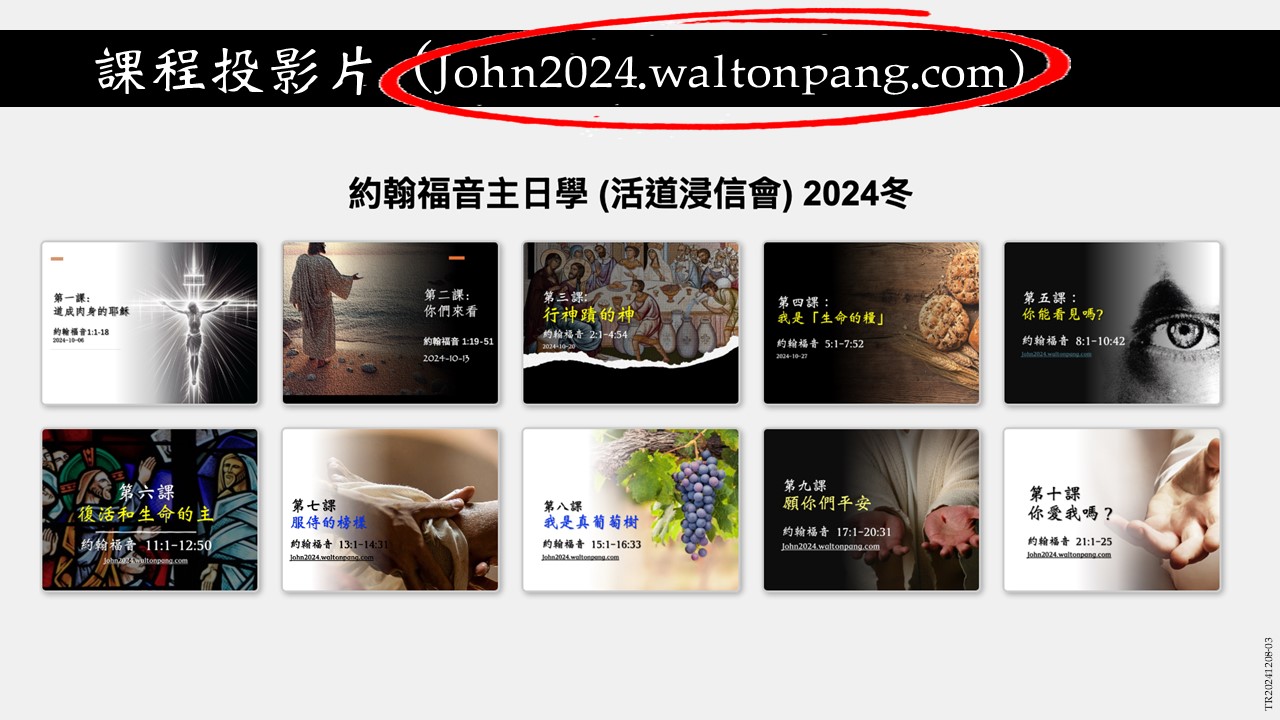 課程投影片（John2024.waltonpang.com）
約翰福音主日學 (活道浸信會) 2024冬
第一課:
道成肉身的耶穌
約翰福音1:1-18
2024-10-06
第二課:
你們來看
約翰福音 1:19-51
2024-10-13
第三課:
行神蹟的神
約翰福音 2:1-4:54
2024-10-20
第四課：
我是「生命的糧」
約翰福音 5:1-7:52
2024-10-27
第五課：
你能看見嗎?
約翰福音 8:1-10:42
John2024.waltonpang.com
第六課
復活和生命的主
約翰福音 11:1-12:50
John2024.waltonpang.com
第七課
服侍的榜樣
約翰福音 13:1-14:31
John2024.waltonpang.com
第八課
我是真葡萄樹
約翰福音 15:1-16:33
John2024.waltonpang.com
第九課
願你們平安
約翰福音 17:1-20:31
John2024.waltonpang.com
第十課
你愛我嗎？
約翰福音 21:1-25
John2024.waltonpang.com
TR20241208-03